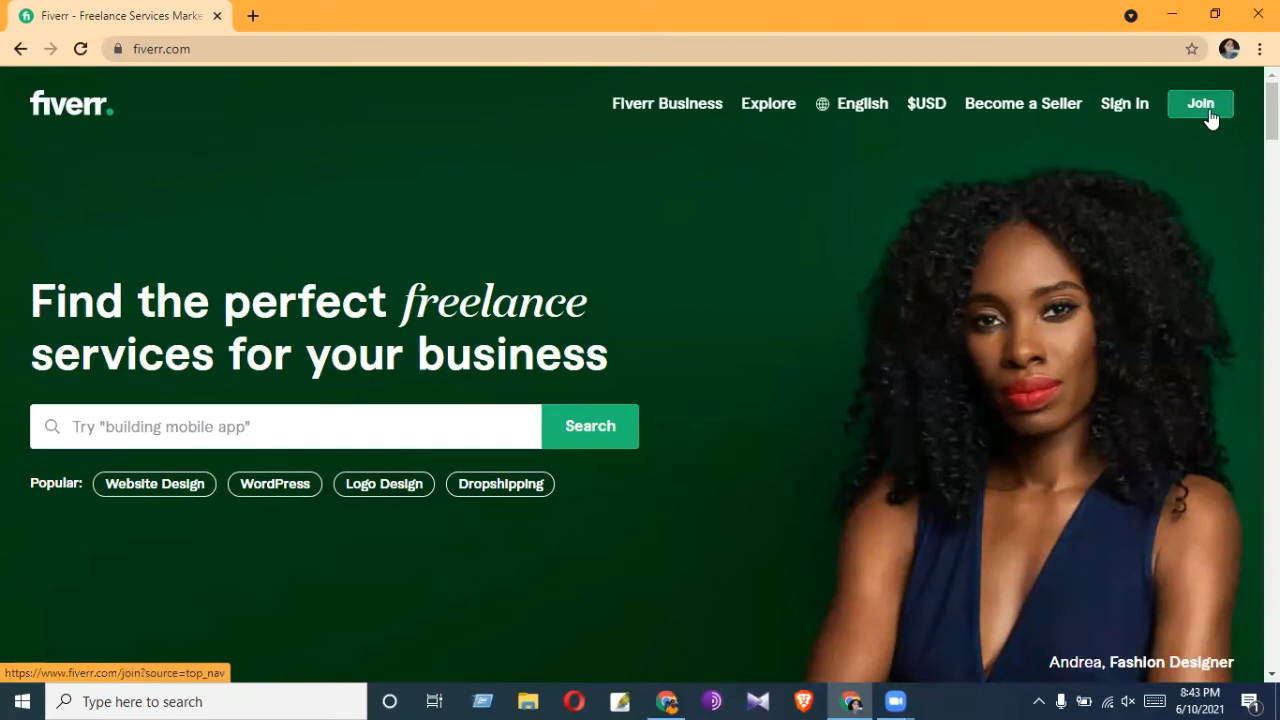 Fiverr - Freelance Services Marke
fiverr.com
fiverr.
Fiverr Business
Explore
English
$USD
Become a Seller
Sign In
Join
Find the perfect freelance
services for your business
Try "building mobile app"
Search
Popular:
Website Design
WordPress
Logo Design
Dropshipping
Andrea, Fashion Designer
https://www.fiverr.com/join?source=top_nav
Type here to search
8:43 PM
6/10/2021